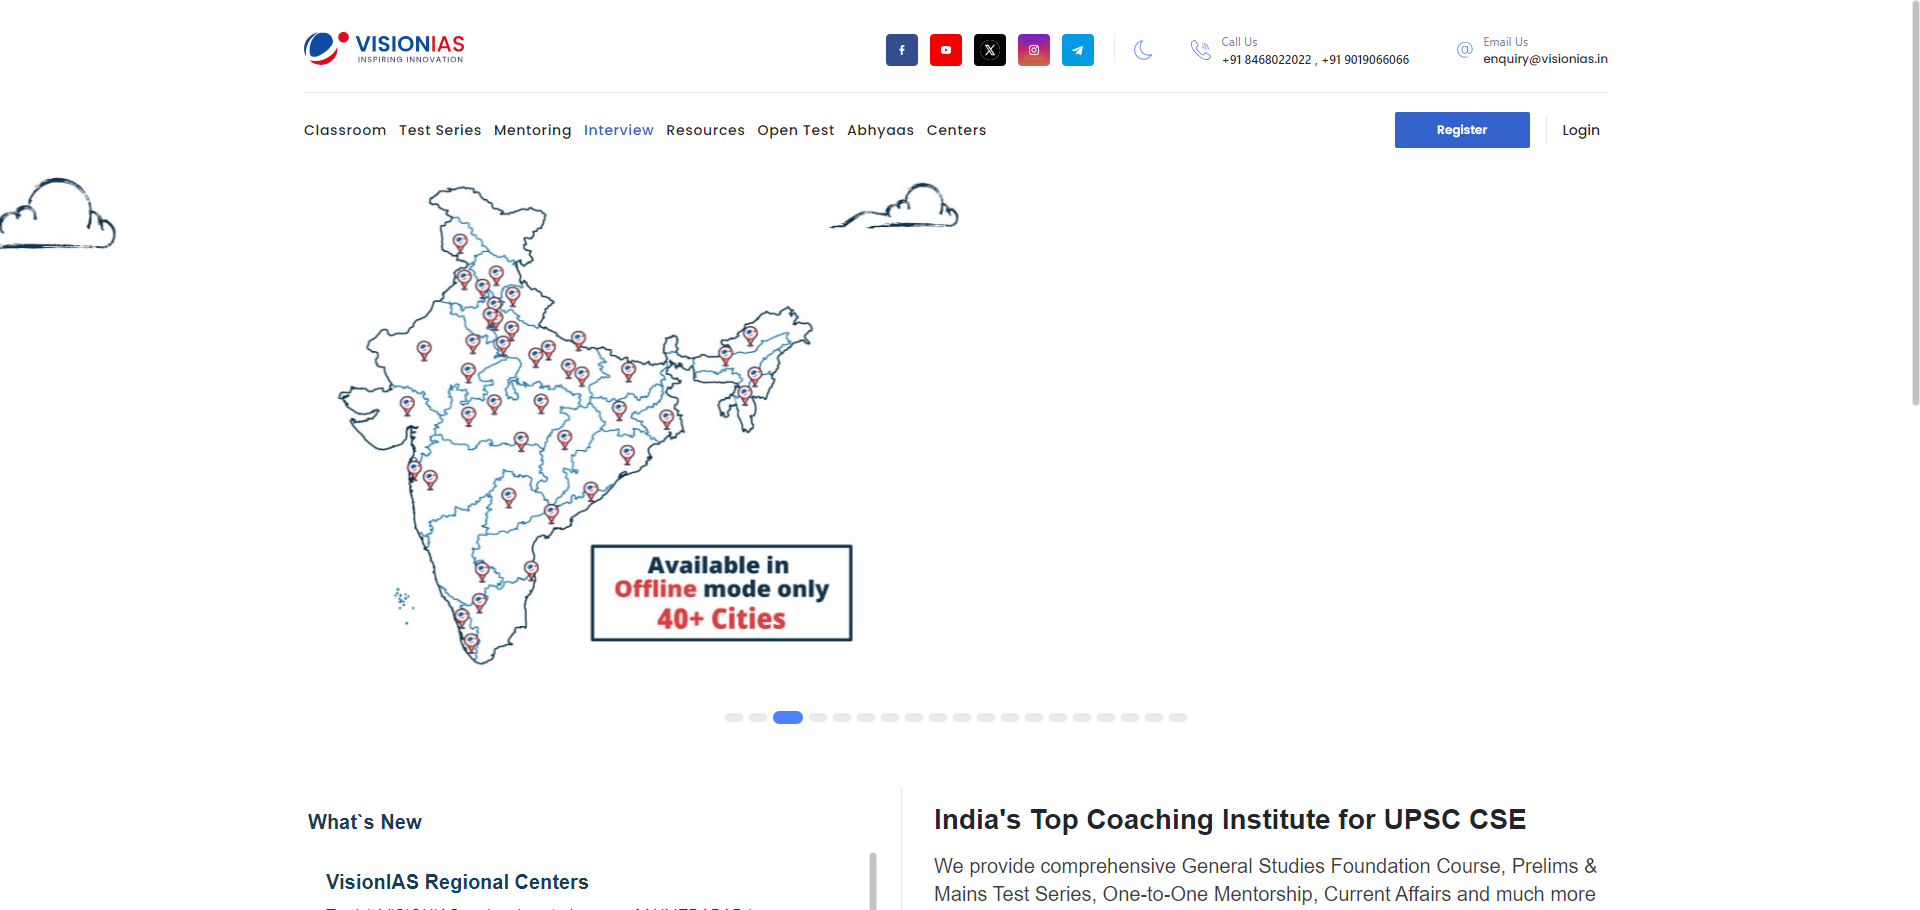 VISIONIAS
INSPIRING INNOVATION
Call Us
+91 8468022022 , +91 9019066066
Email Us
enquiry@visionias.in
Classroom Test Series Mentoring Interview Resources Open Test Abhyaas Centers
Register
Login
Available in
Offline mode only
40+ Cities
What`s New
VisionIAS Regional Centers
India's Top Coaching Institute for UPSC CSE
We provide comprehensive General Studies Foundation Course, Prelims &
Mains Test Series, One-to-One Mentorship, Current Affairs and much more